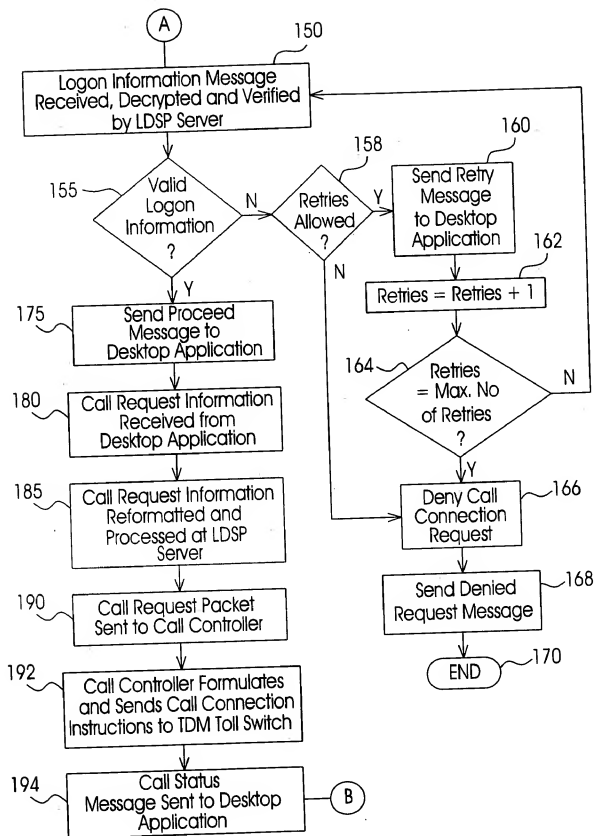 A
150
Logon Information Message
Received, Decrypted and Verified
by LDSP Server
155
Valid
Logon
Information
?
N
Y
158
Retries
Allowed
?
Y
N
160
Send Retry
Message
to Desktop
Application
162
Retries = Retries + 1
164
Retries
= Max. No
of Retries
?
N
Y
166
Deny Call
Connection
Request
168
Send Denied
Request Message
END
170
175
Send Proceed
Message to
Desktop Application
180
Call Request Information
Received from
Desktop Application
185
Call Request Information
Reformatted and
Processed at LDSP
Server
190
Call Request Packet
Sent to Call Controller
192
Call Controller Formulates
and Sends Call Connection
Instructions to TDM Toll Switch
194
Call Status
Message Sent to Desktop
Application
B